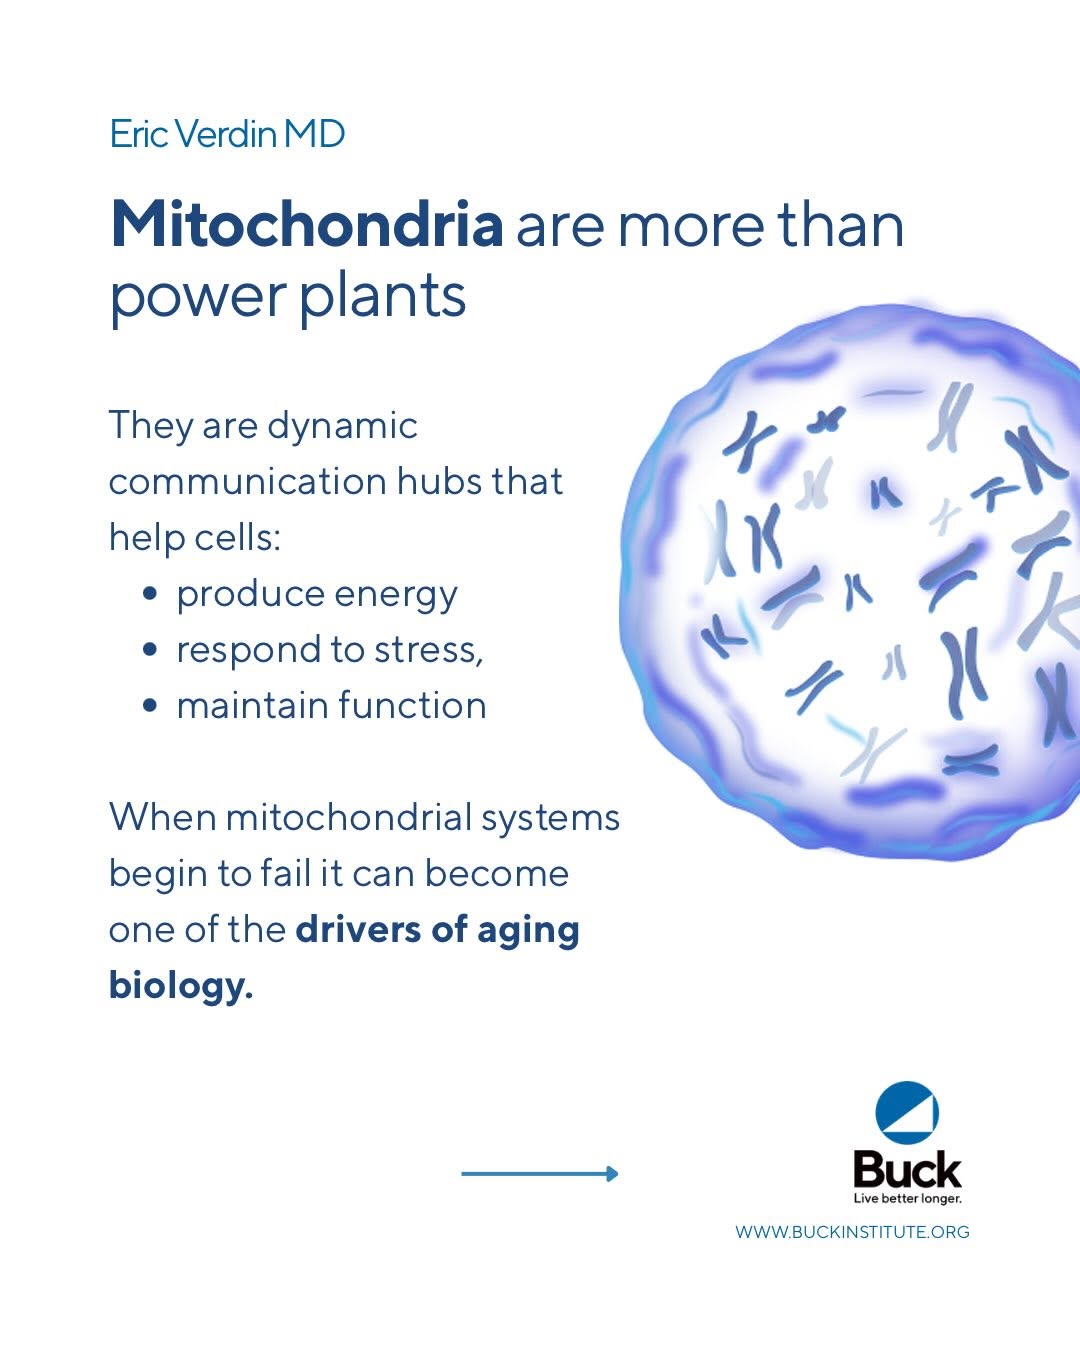 Eric Verdin MD
Mitochondria are more than
power plants
They are dynamic
communication hubs that
help cells:
• produce energy
• respond to stress,
• maintain function
When mitochondrial systems
begin to fail it can become
one of the drivers of aging
biology.
Buck
Live better longer.
WWW.BUCKINSTITUTE.ORG